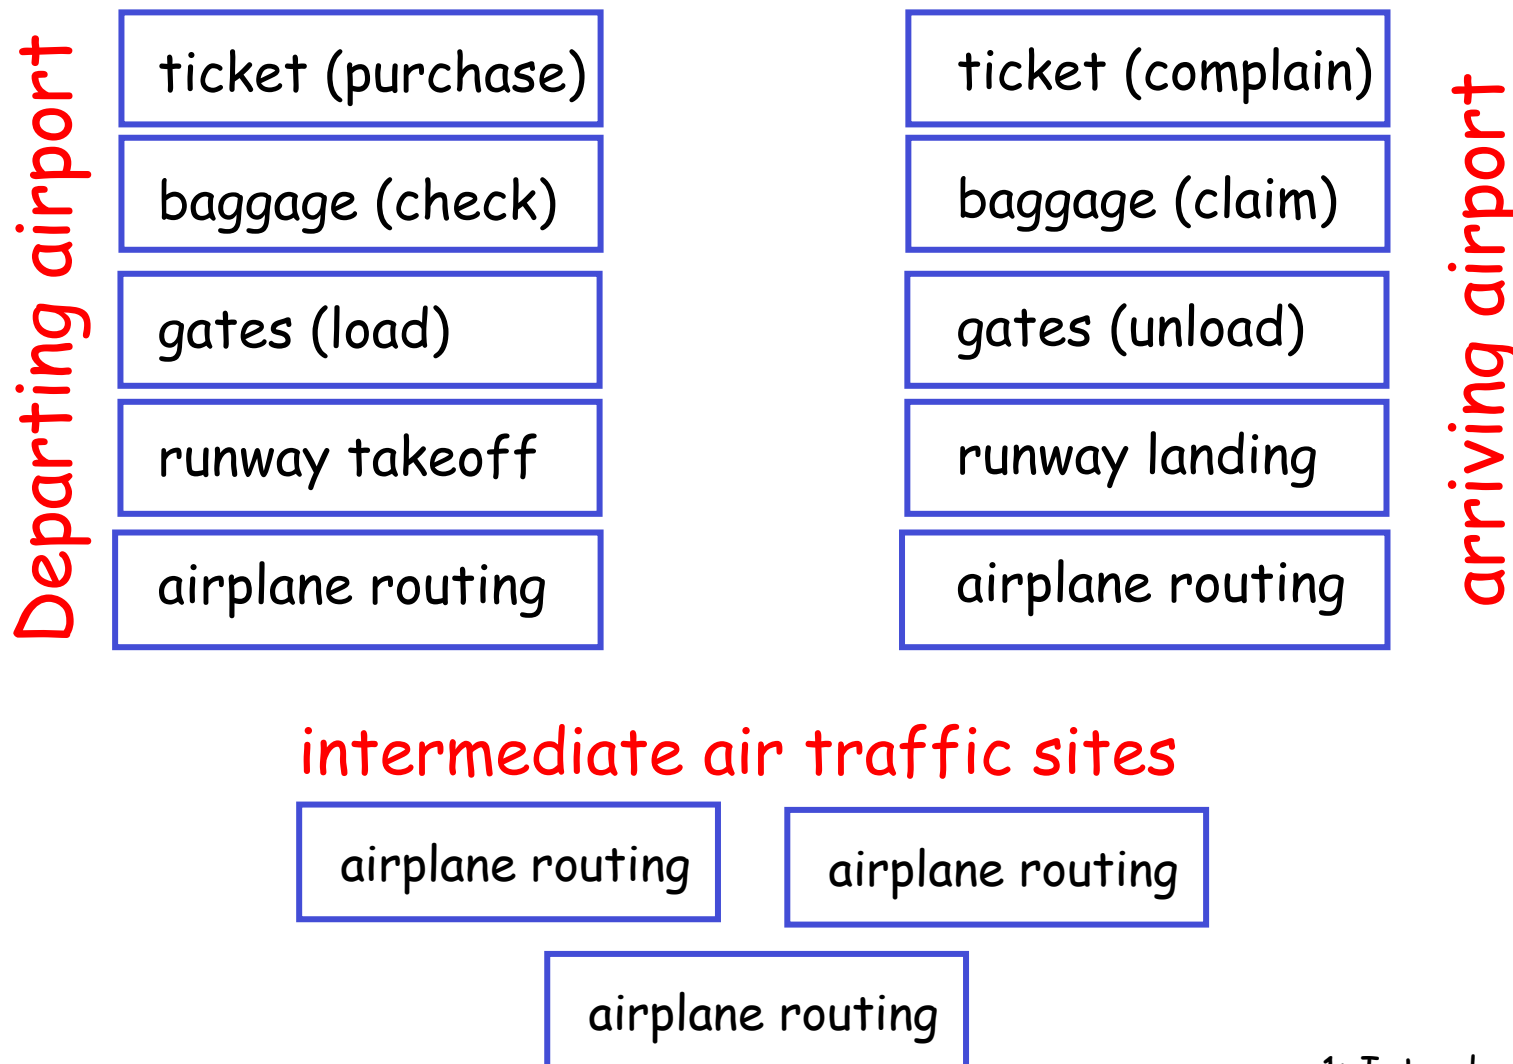 Departing airport
ticket (purchase)
baggage (check)
gates (load)
runway takeoff
airplane routing
ticket (complain)
baggage (claim)
gates (unload)
runway landing
airplane routing
arriving airport
intermediate air traffic sites
airplane routing
airplane routing
airplane routing